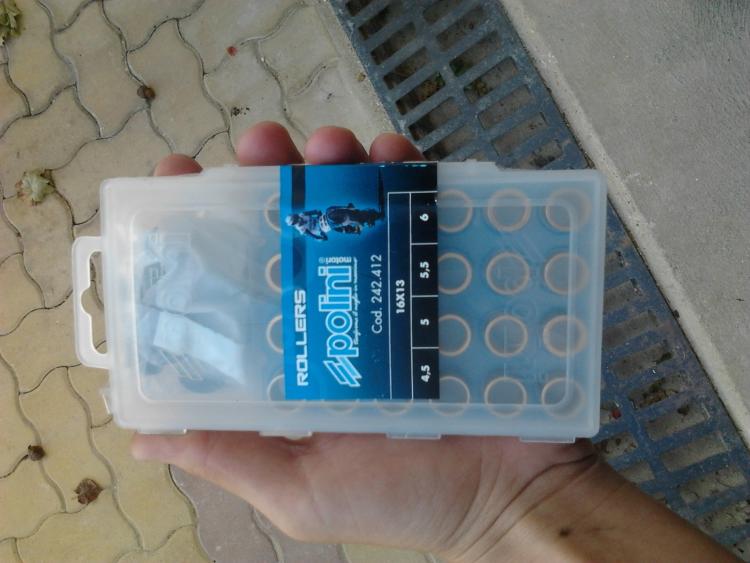 ROLLERS
polini
motori®
Cod. 242.412
16X13
4,5 5 5,5 6